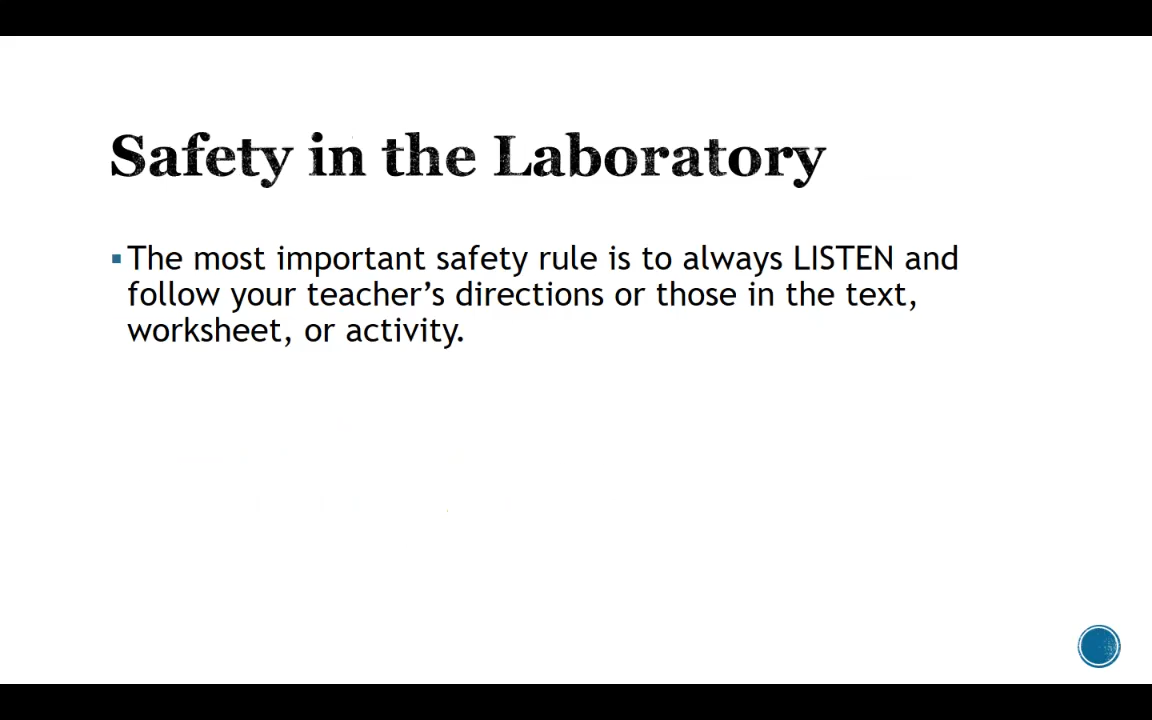 Safety in the Laboratory
▪The most important safety rule is to always LISTEN and
follow your teacher’s directions or those in the text,
worksheet, or activity.